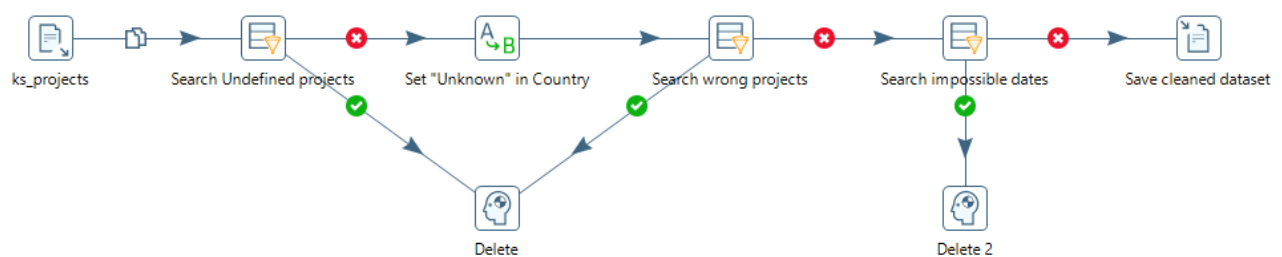 A
B
ks_projects
Search Undefined projects
Set "Unknown" in Country
Search wrong projects
Search impossible dates
Save cleaned dataset
Delete
Delete 2